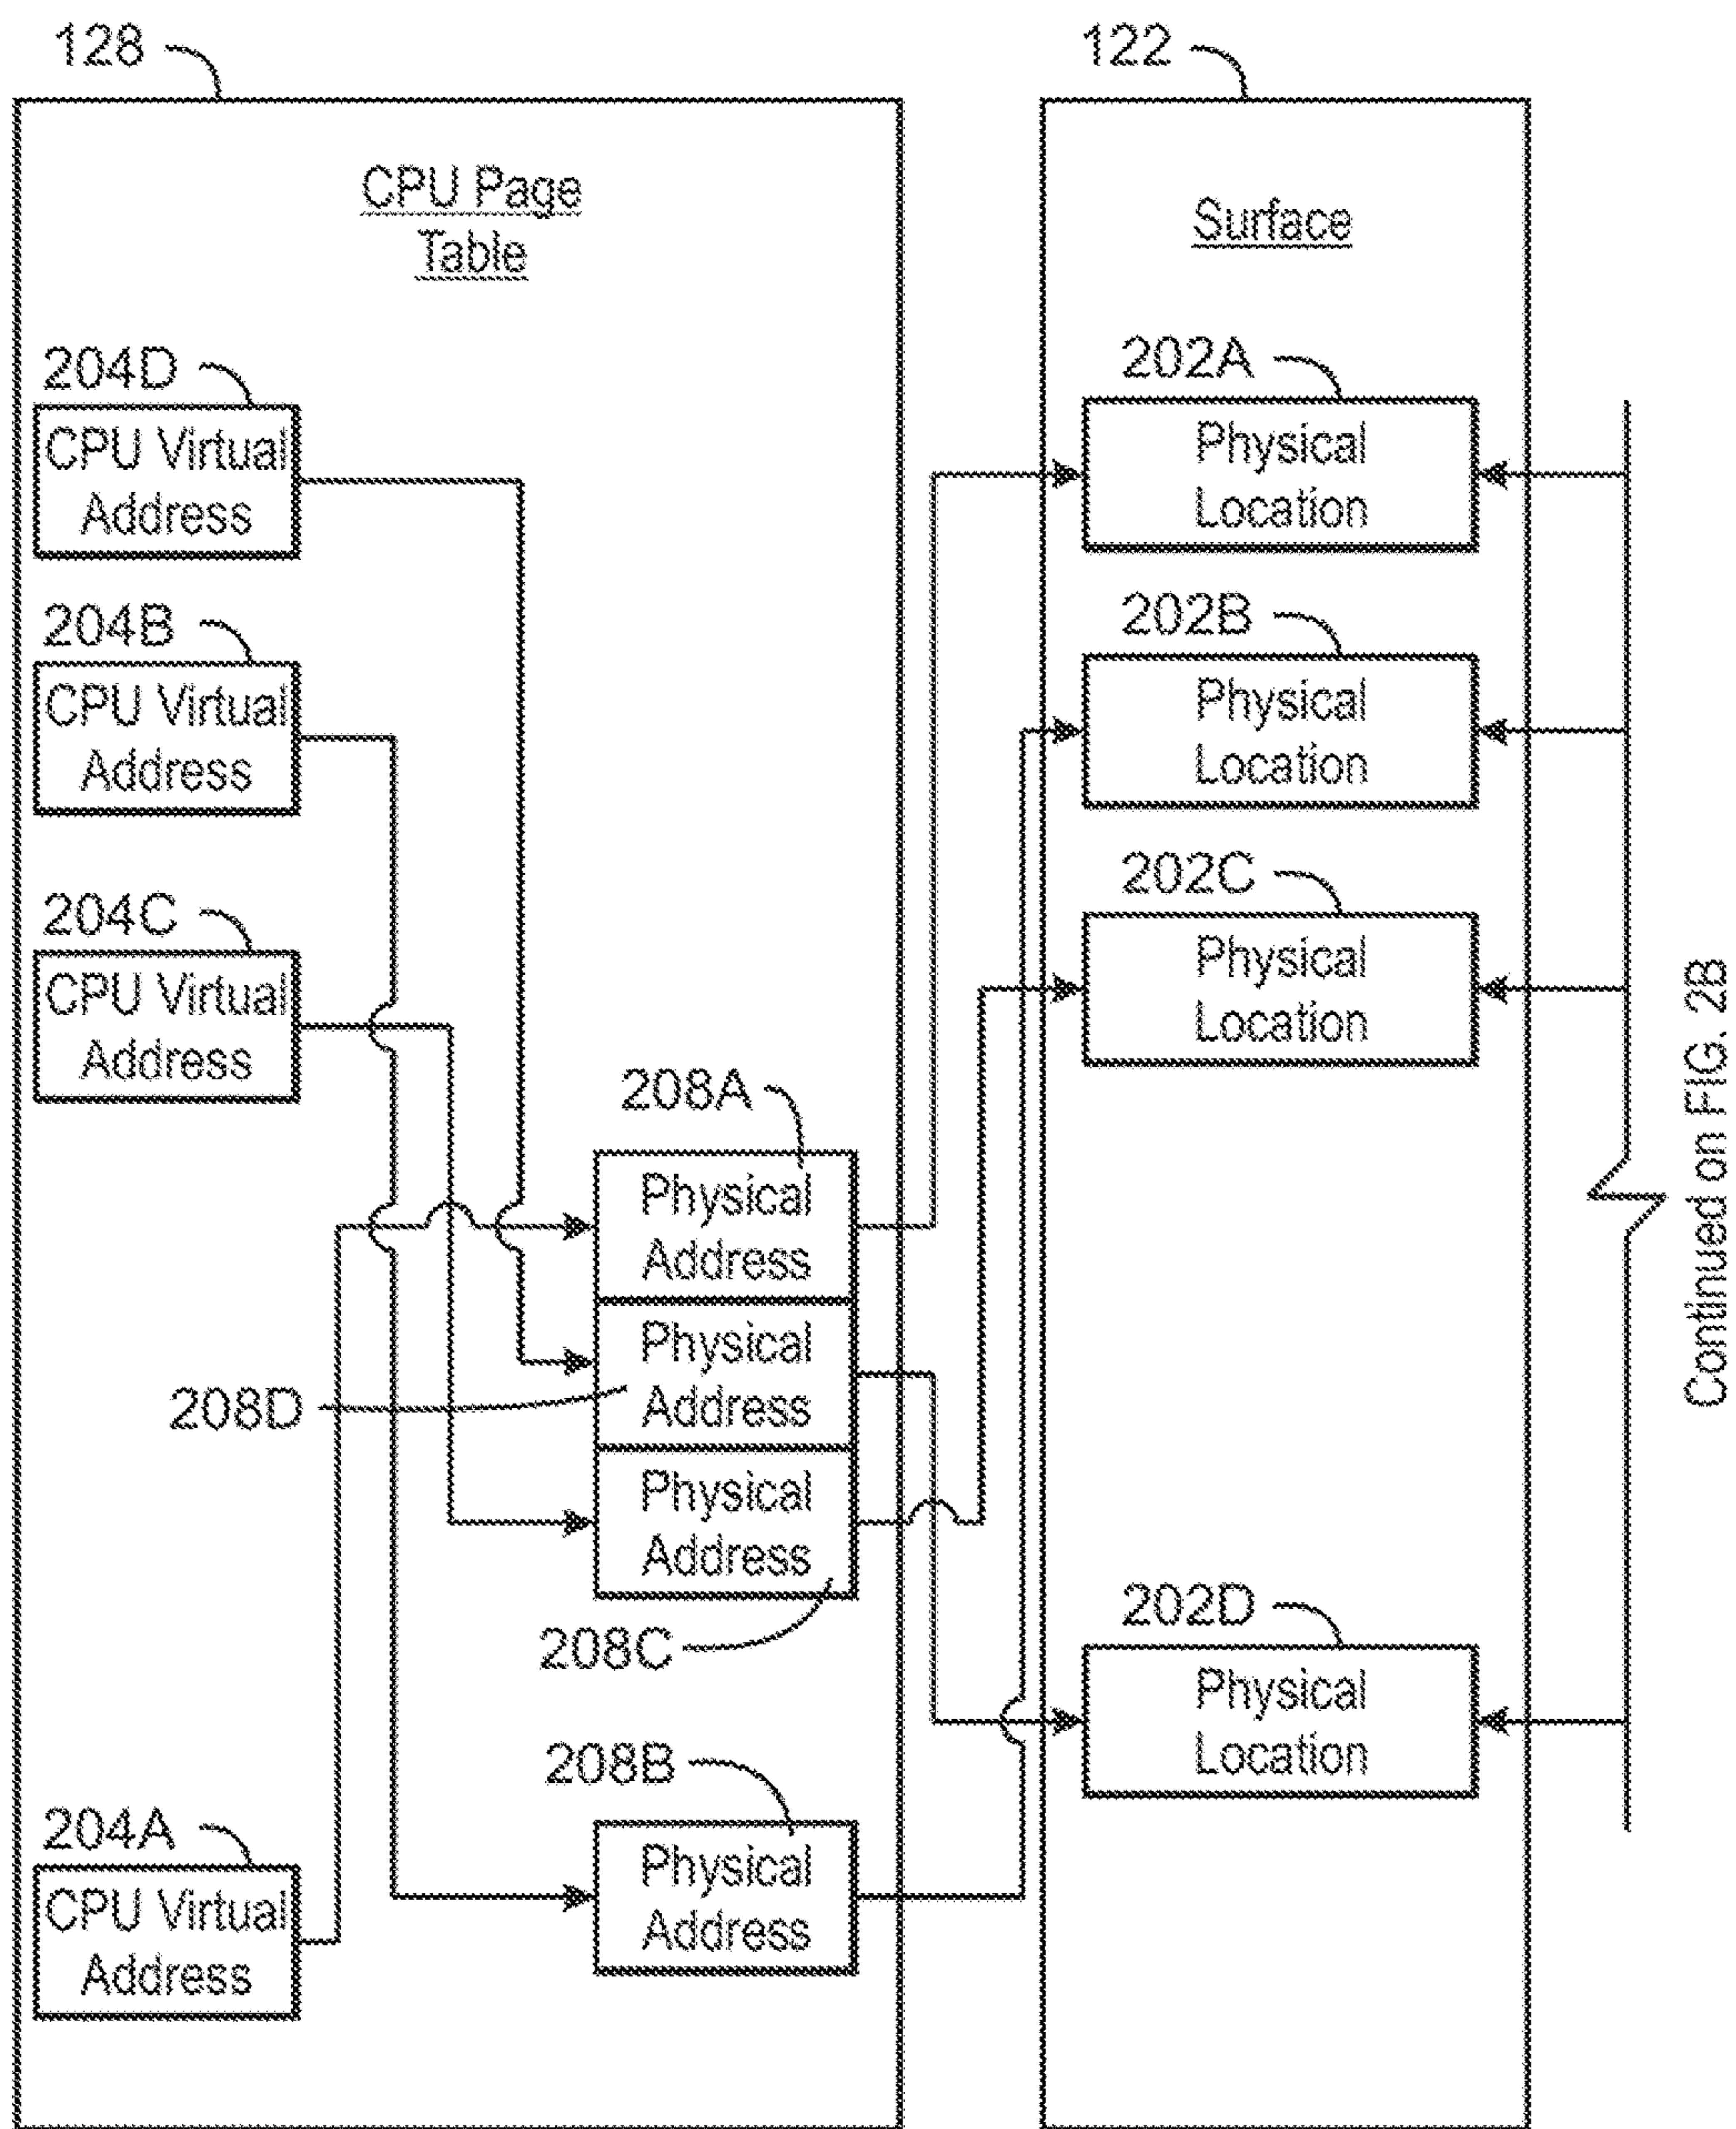 128
122
CPU Page
Table
Surface
204D
CPU Virtual
Address
204B
CPU Virtual
Address
204C
CPU Virtual
Address
204A
CPU Virtual
Address
208A
Physical
Address
208D
Physical
Address
Physical
Address
208C
208B
Physical
Address
202A
Physical
Location
202B
Physical
Location
202C
Physical
Location
202D
Physical
Location
Continued on FIG. 2B